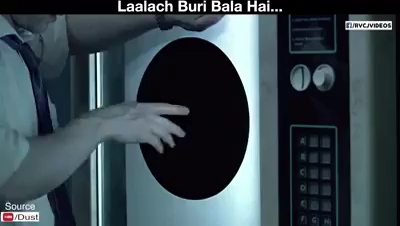 Laalach Buri Bala Hai...
f/RVCJVIDEOS
A
B
C
D
E
F G H
Source
/Dust